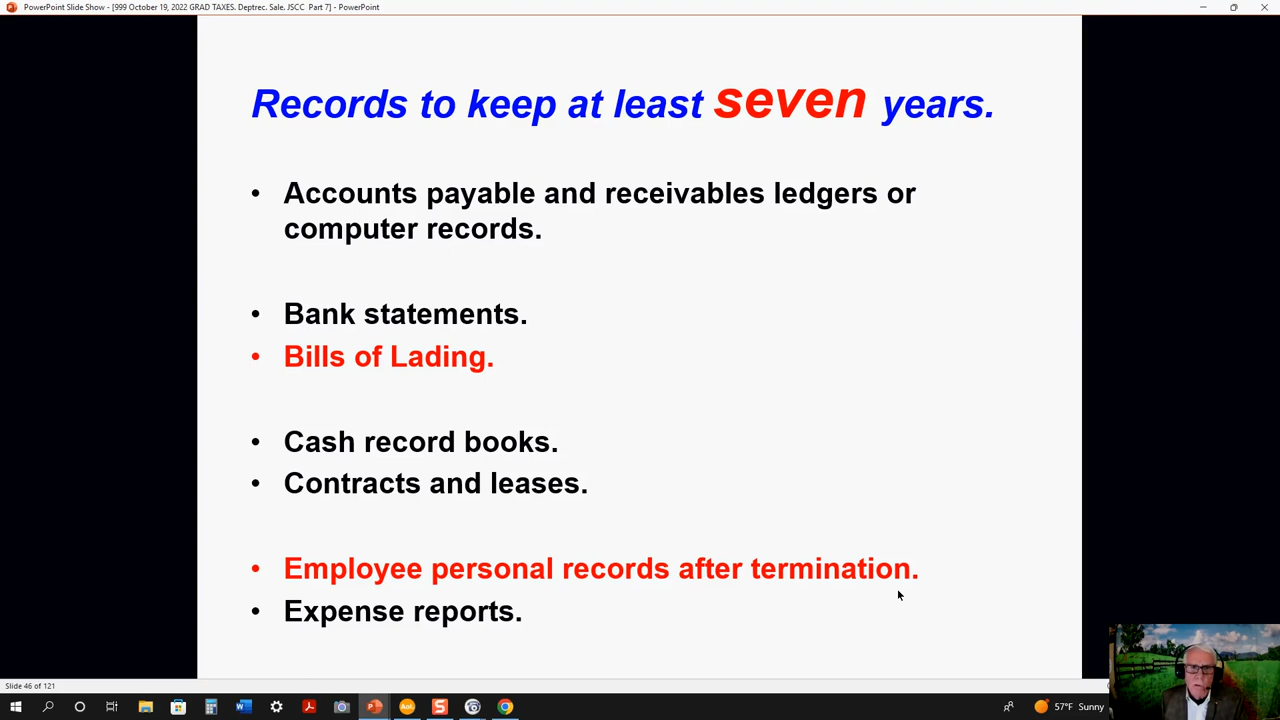 PowerPoint Slide Show - [999 October 19, 2022 GRAD TAXES. Deptrec. Sale. JSCC Part 7] - PowerPoint
Records to keep at least seven years.
• Accounts payable and receivables ledgers or
computer records.
• Bank statements.
• Bills of Lading.
• Cash record books.
• Contracts and leases.
• Employee personal records after termination.
• Expense reports.
Slide 46 of 121
57°F Sunny